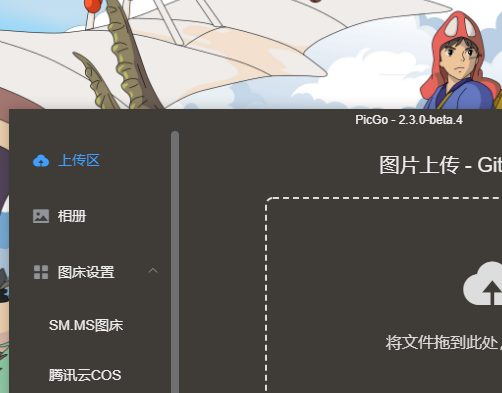 PicGo - 2.3.0-beta.4
上传区
图片上传 - Git
相册
图床设置
SM.MS图床
将文件拖到此处，
腾讯云COS